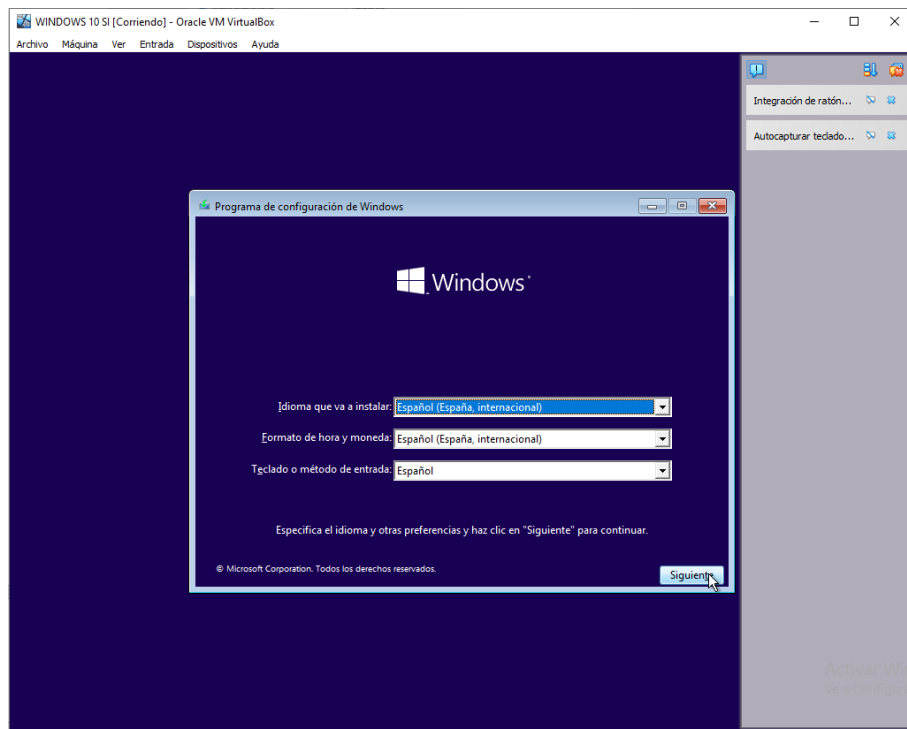 WINDOWS 10 SI [Corriendo] - Oracle VM VirtualBox
Archivo Máquina Ver Entrada Dispositivos Ayuda
Integración de ratón...
Autocapturar teclado...
Programa de configuración de Windows
Windows
Idioma que va a instalar: Español (España, internacional)
Formato de hora y moneda: Español (España, internacional)
Teclado o método de entrada: Español
Especifica el idioma y otras preferencias y haz clic en "Siguiente" para continuar.
© Microsoft Corporation. Todos los derechos reservados.
Siguiente
Activar Wi